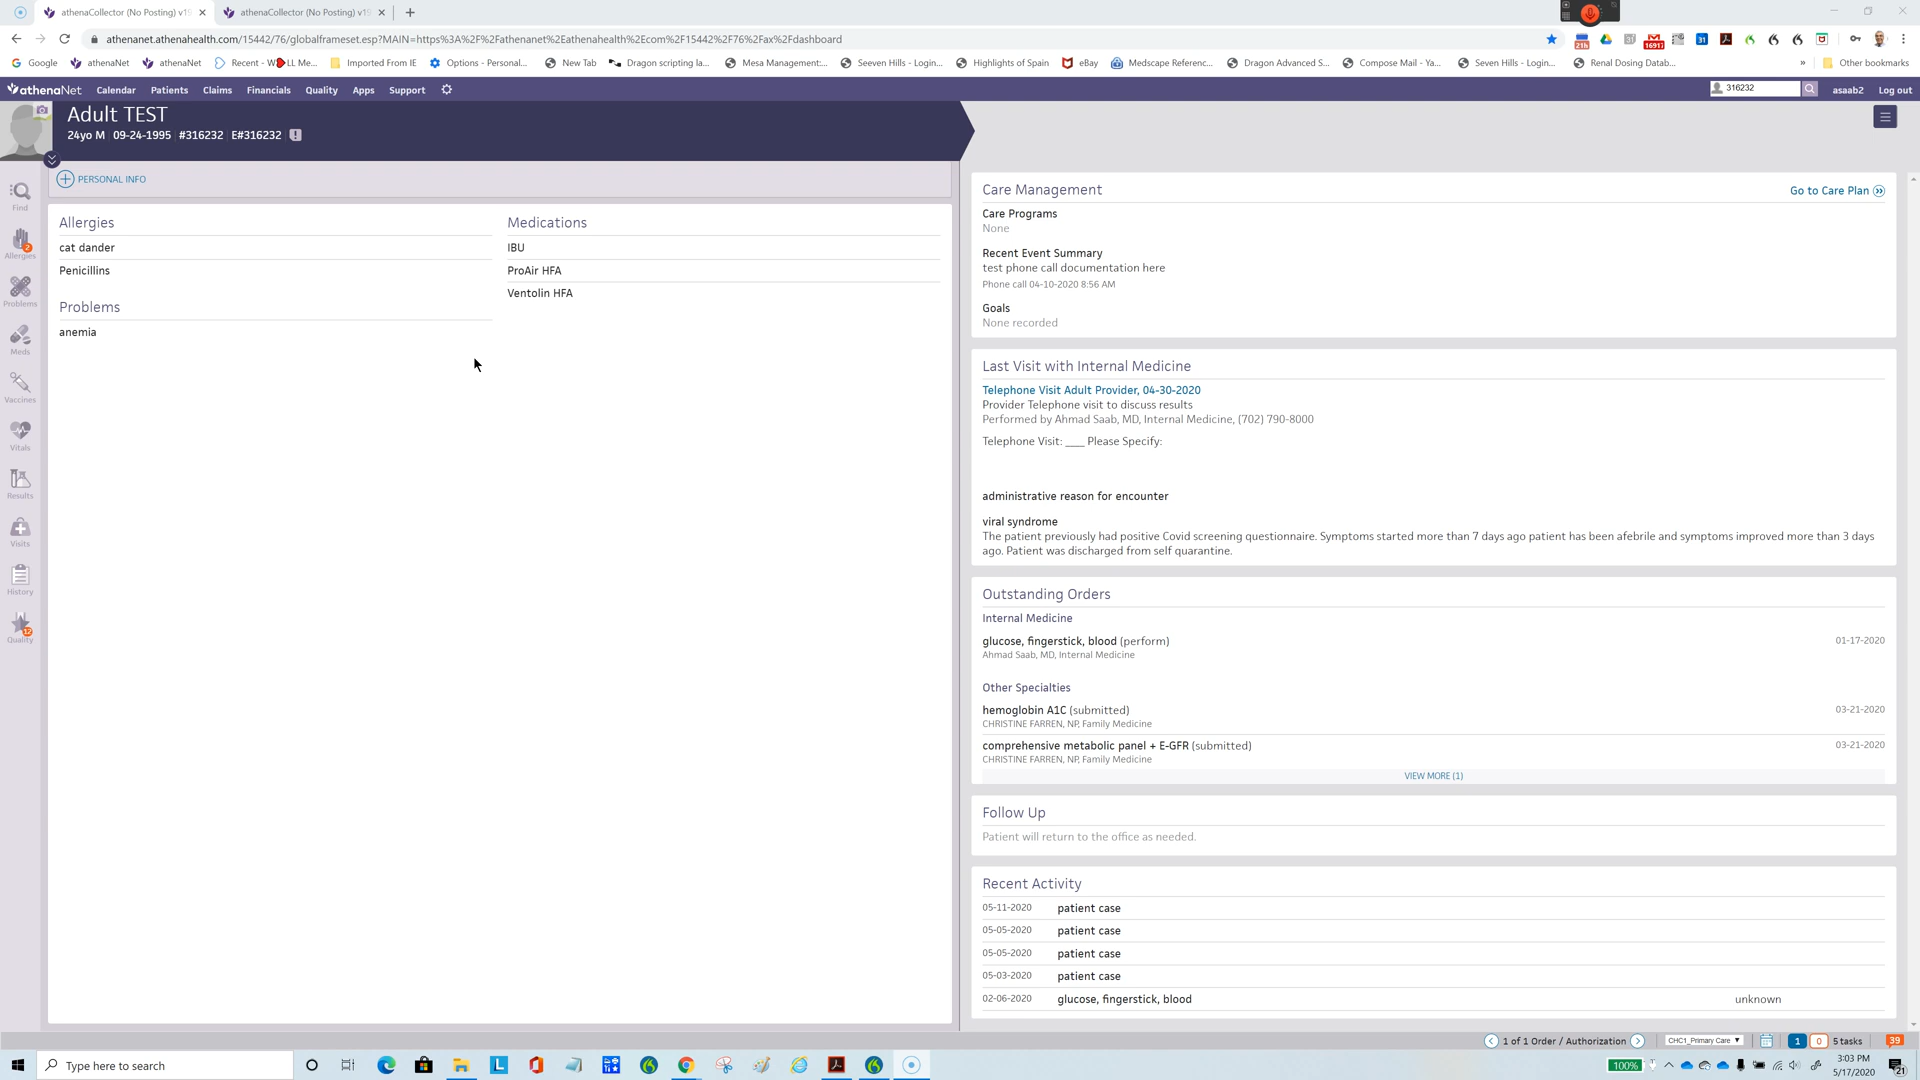 athenaCollector (No Posting) v19
athenaCollector (No Posting) v19
athenanet.athenahealth.com/15442/76/globalframeset.esp?MAIN=https%3A%2F%2Fathenanet%2Eathenahealth%2Ecom%2F15442%2F76%2Fax%2Fdashboard
21h
31
16917
31
Google
athenaNet
athenaNet
Recent - W
LL Me...
Imported From IE
Options - Personal...
New Tab
Dragon scripting la...
Mesa Management:...
Seeven Hills - Login...
Highlights of Spain
eBay
Medscape Referenc...
Dragon Advanced S...
Compose Mail - Ya...
Seven Hills - Login...
Renal Dosing Datab...
»
Other bookmarks
athenaNet
Calendar
Patients
Claims
Financials
Quality
Apps
Support
316232
asaab2
Log out
Adult TEST
24yo M
09-24-1995
#316232
E#316232
PERSONAL INFO
Find
2
Allergies
Problems
Meds
Vaccines
Vitals
Results
Visits
History
12
Quality
Allergies
cat dander
Penicillins
Problems
anemia
Medications
IBU
ProAir HFA
Ventolin HFA
Care Management
Go to Care Plan
Care Programs
None
Recent Event Summary
test phone call documentation here
Phone call 04-10-2020 8:56 AM
Goals
None recorded
Last Visit with Internal Medicine
Telephone Visit Adult Provider, 04-30-2020
Provider Telephone visit to discuss results
Performed by Ahmad Saab, MD, Internal Medicine, (702) 790-8000
Telephone Visit: ___ Please Specify:
administrative reason for encounter
viral syndrome
The patient previously had positive Covid screening questionnaire. Symptoms started more than 7 days ago patient has been afebrile and symptoms improved more than 3 days
ago. Patient was discharged from self quarantine.
Outstanding Orders
Internal Medicine
glucose, fingerstick, blood (perform)
01-17-2020
Ahmad Saab, MD, Internal Medicine
Other Specialties
hemoglobin A1C (submitted)
03-21-2020
CHRISTINE FARREN, NP, Family Medicine
comprehensive metabolic panel + E-GFR (submitted)
03-21-2020
CHRISTINE FARREN, NP, Family Medicine
VIEW MORE (1)
Follow Up
Patient will return to the office as needed.
Recent Activity
05-11-2020 patient case
05-05-2020 patient case
05-05-2020 patient case
05-03-2020 patient case
02-06-2020 glucose, fingerstick, blood unknown
1 of 1 Order / Authorization
CHC1_Primary Care
1
0
5 tasks
39
Type here to search
100%
3:03 PM
5/17/2020
21